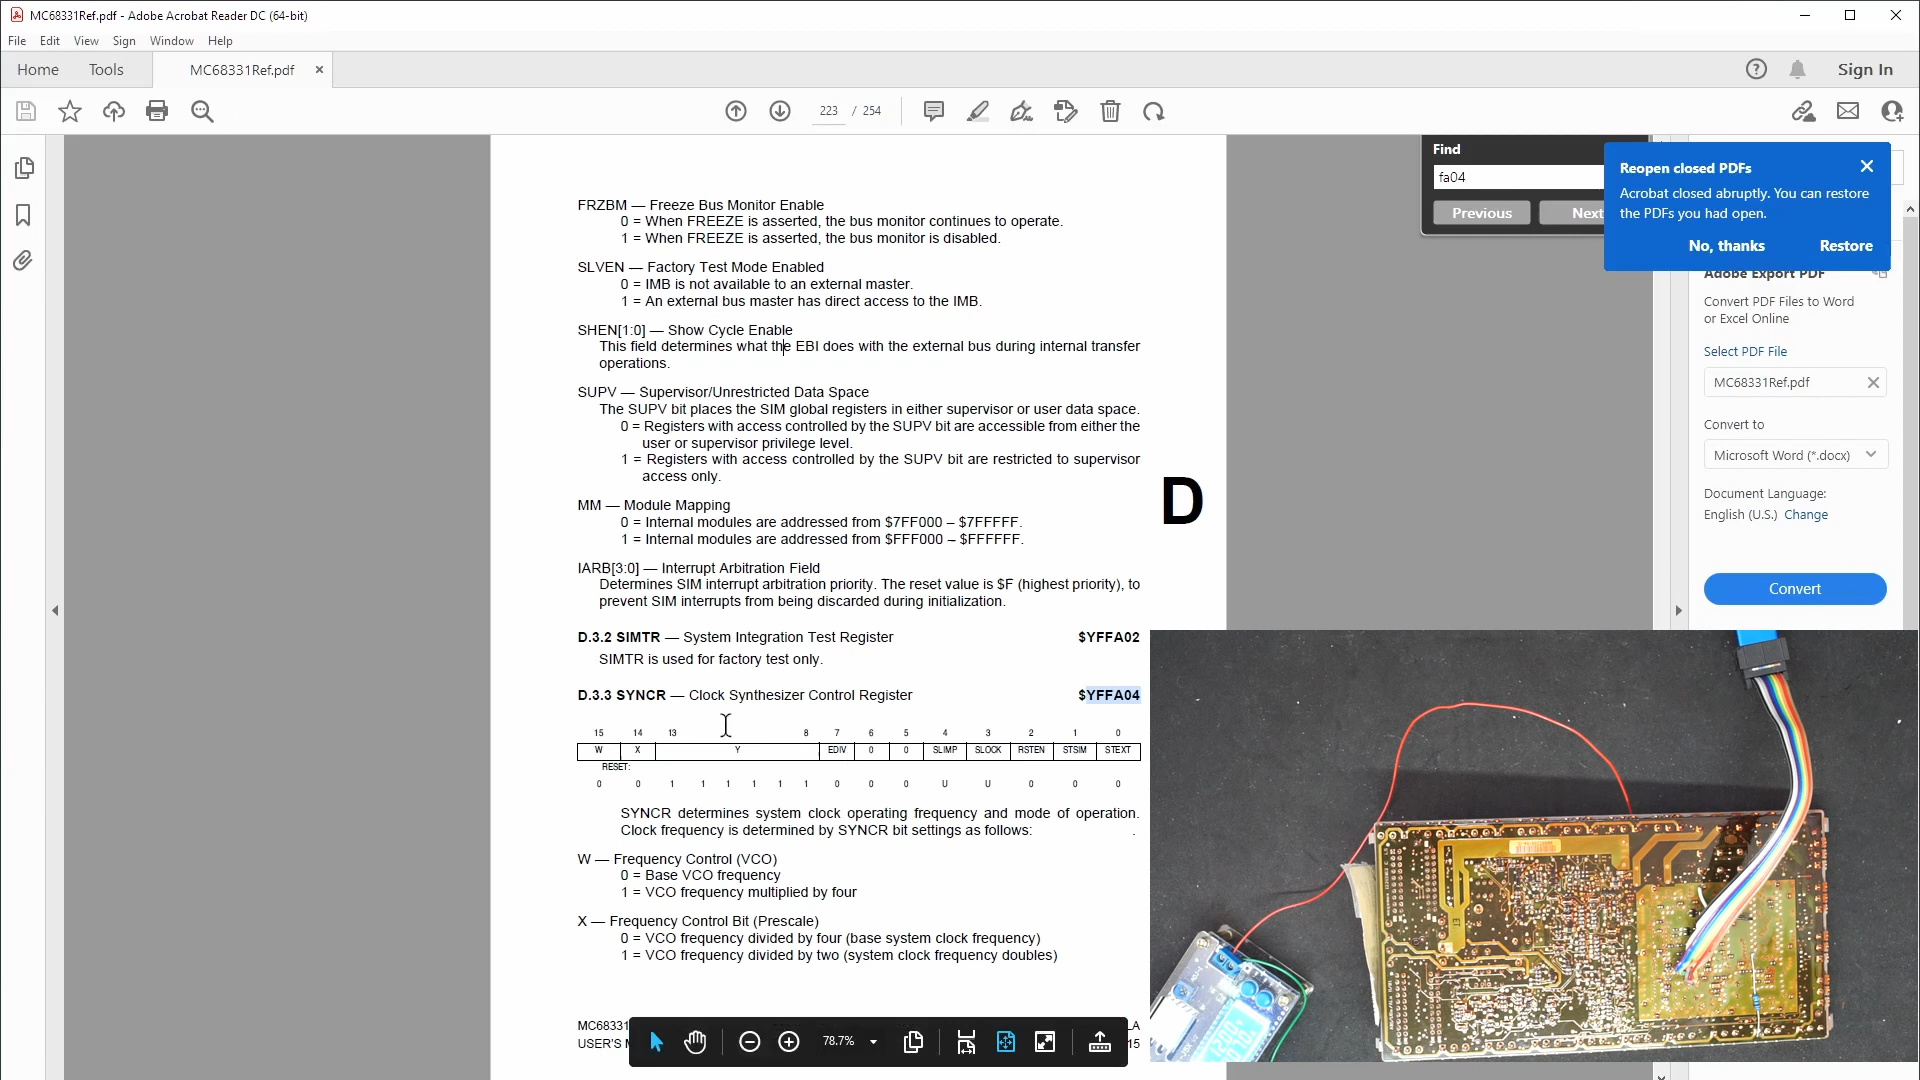 MC68331Ref.pdf - Adobe Acrobat Reader DC (64-bit)
File Edit View Sign Window Help
Home Tools MC68331Ref.pdf Sign In
223 / 254
Find
fa04
Previous Next
Reopen closed PDFs
Acrobat closed abruptly. You can restore
the PDFs you had open.
No, thanks Restore
Adobe Export PDF
Convert PDF Files to Word
or Excel Online
Select PDF File
MC68331Ref.pdf
Convert to
Microsoft Word (*.docx)
Document Language:
English (U.S.) Change
Convert
FRZBM — Freeze Bus Monitor Enable
0 = When FREEZE is asserted, the bus monitor continues to operate.
1 = When FREEZE is asserted, the bus monitor is disabled.
SLVEN — Factory Test Mode Enabled
0 = IMB is not available to an external master.
1 = An external bus master has direct access to the IMB.
SHEN[1:0] — Show Cycle Enable
This field determines what the EBI does with the external bus during internal transfer
operations.
SUPV — Supervisor/Unrestricted Data Space
The SUPV bit places the SIM global registers in either supervisor or user data space.
0 = Registers with access controlled by the SUPV bit are accessible from either the
user or supervisor privilege level.
1 = Registers with access controlled by the SUPV bit are restricted to supervisor
access only.
D
MM — Module Mapping
0 = Internal modules are addressed from $7FF000 – $7FFFFF.
1 = Internal modules are addressed from $FFF000 – $FFFFFF.
IARB[3:0] — Interrupt Arbitration Field
Determines SIM interrupt arbitration priority. The reset value is $F (highest priority), to
prevent SIM interrupts from being discarded during initialization.
D.3.2 SIMTR — System Integration Test Register $YFFA02
SIMTR is used for factory test only.
D.3.3 SYNCR — Clock Synthesizer Control Register $YFFA04
15 14 13 8 7 6 5 4 3 2 1 0
W X Y EDIV 0 0 SLIMP SLOCK RSTEN STSIM STEXT
RESET:
0 0 1 1 1 1 1 1 0 0 0 U U 0 0 0
SYNCR determines system clock operating frequency and mode of operation.
Clock frequency is determined by SYNCR bit settings as follows: .
W — Frequency Control (VCO)
0 = Base VCO frequency
1 = VCO frequency multiplied by four
X — Frequency Control Bit (Prescale)
0 = VCO frequency divided by four (base system clock frequency)
1 = VCO frequency divided by two (system clock frequency doubles)
MC68331 LA
USER'S M 15
78.7%